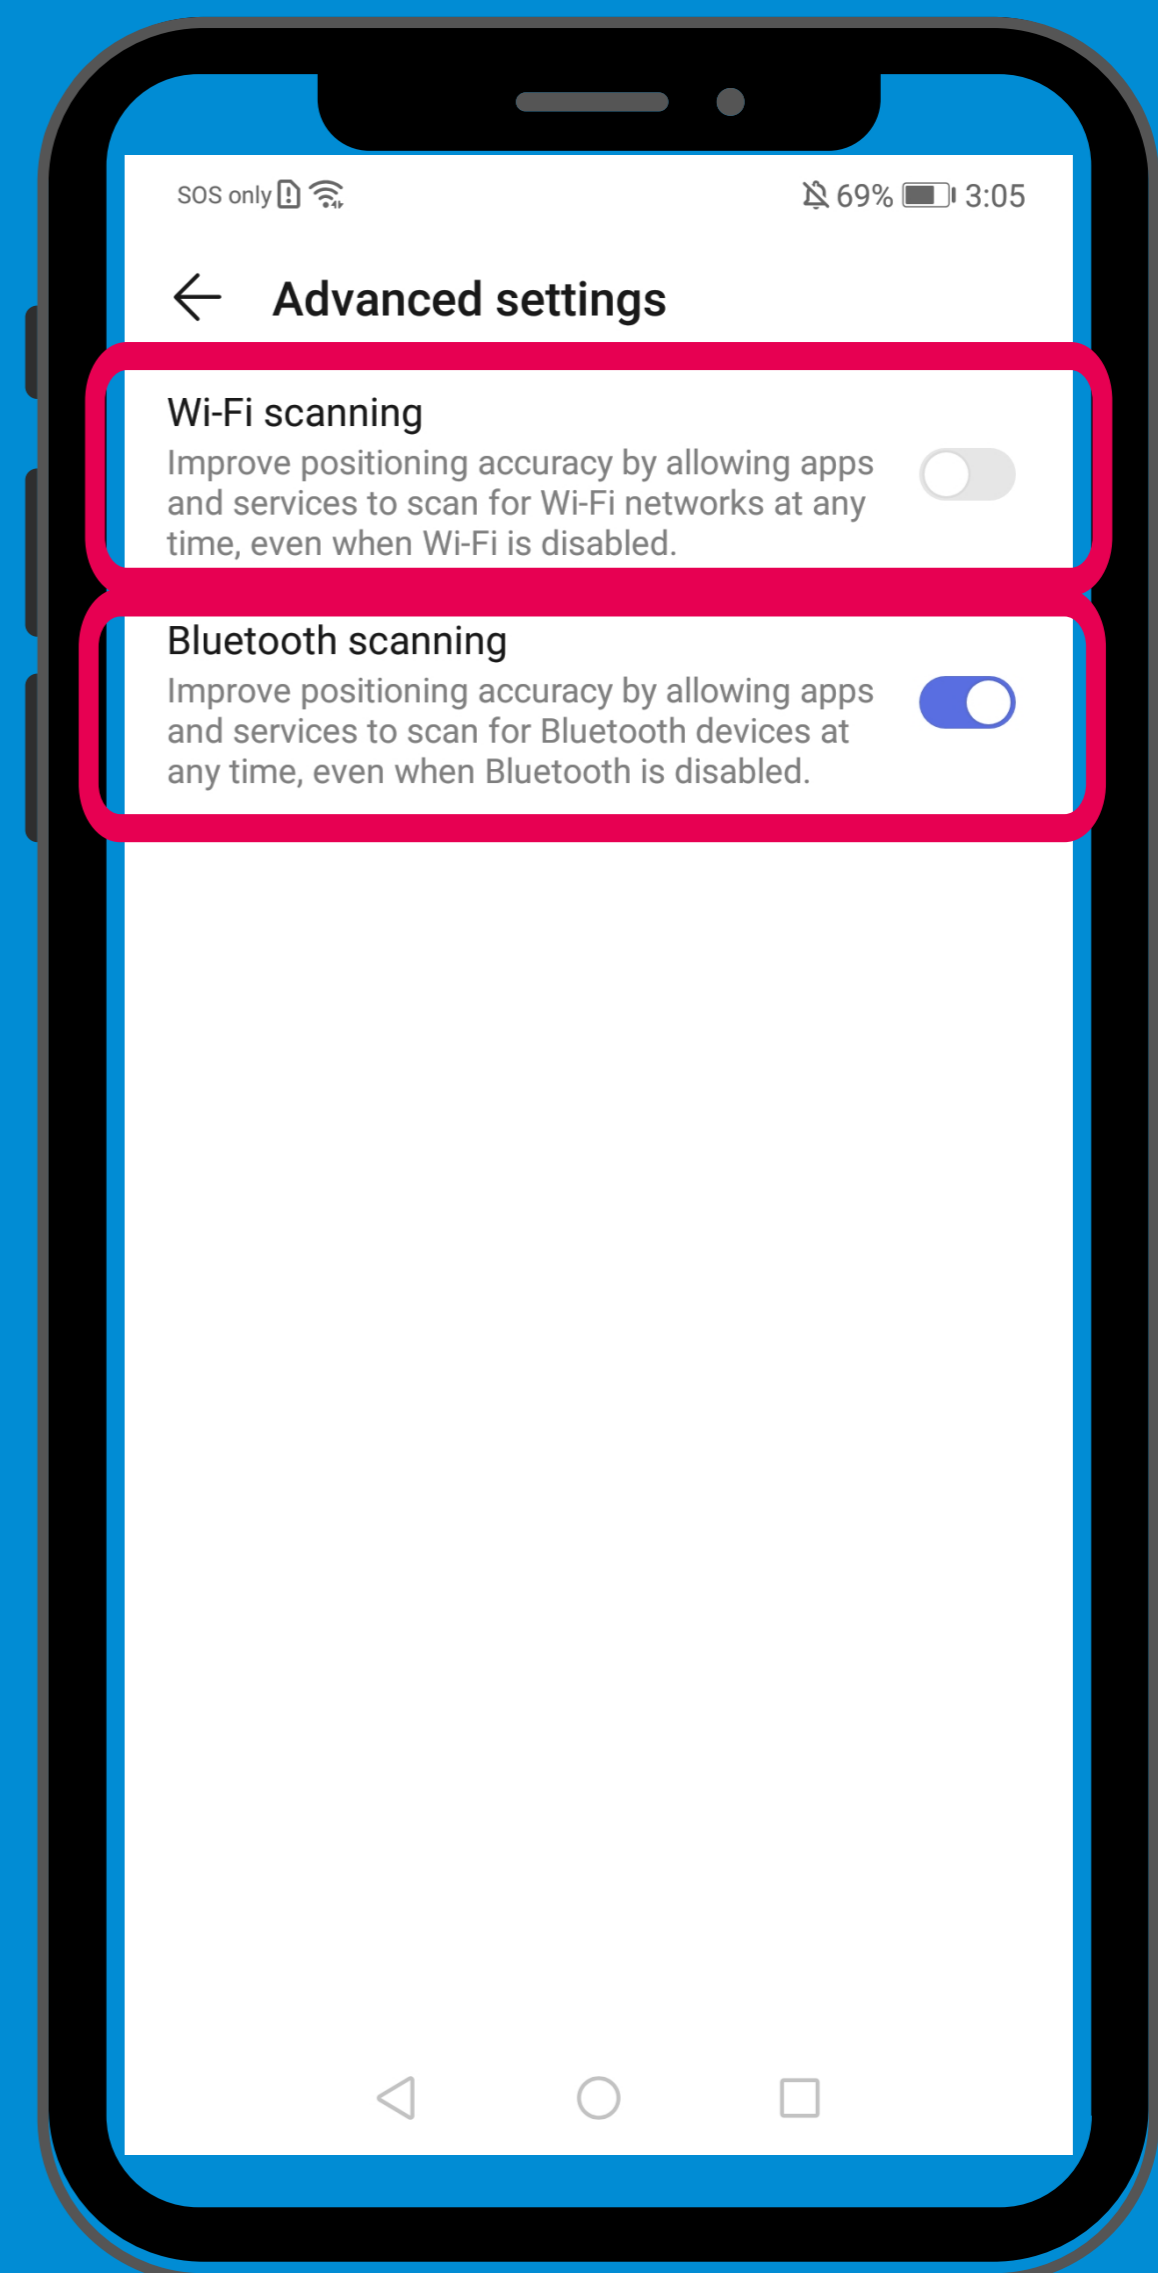 SOS only
69% 3:05
Advanced settings
Wi-Fi scanning
Improve positioning accuracy by allowing apps
and services to scan for Wi-Fi networks at any
time, even when Wi-Fi is disabled.
Bluetooth scanning
Improve positioning accuracy by allowing apps
and services to scan for Bluetooth devices at
any time, even when Bluetooth is disabled.